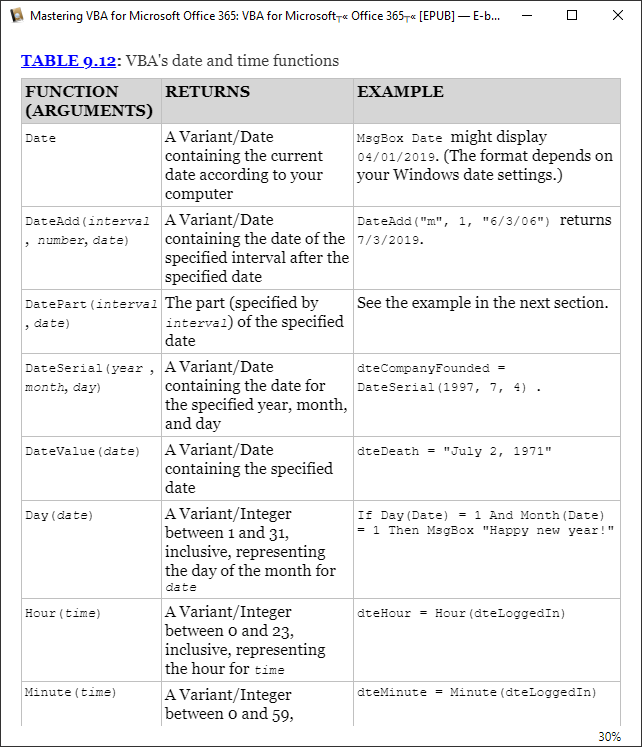 Mastering VBA for Microsoft Office 365: VBA for Microsoft┬« Office 365┬« [EPUB] — E-b...
TABLE 9.12: VBA's date and time functions
FUNCTION (ARGUMENTS) RETURNS EXAMPLE
Date
A Variant/Date
containing the current
date according to your
computer
MsgBox Date might display
04/01/2019. (The format depends on
your Windows date settings.)
DateAdd(interval
, number, date)
A Variant/Date
containing the date of the
specified interval after the
specified date
DateAdd("m", 1, "6/3/06") returns
7/3/2019.
DatePart(interval
, date)
The part (specified by
interval) of the specified
date
See the example in the next section.
DateSerial(year ,
month, day)
A Variant/Date
containing the date for
the specified year, month,
and day
dteCompanyFounded =
DateSerial(1997, 7, 4) .
DateValue(date)
A Variant/Date
containing the specified
date
dteDeath = "July 2, 1971"
Day(date)
A Variant/Integer
between 1 and 31,
inclusive, representing
the day of the month for
date
If Day(Date) = 1 And Month(Date)
= 1 Then MsgBox "Happy new year!"
Hour(time)
A Variant/Integer
between 0 and 23,
inclusive, representing
the hour for time
dteHour = Hour(dteLoggedIn)
Minute(time)
A Variant/Integer
between 0 and 59,
dteMinute = Minute(dteLoggedIn)
30%